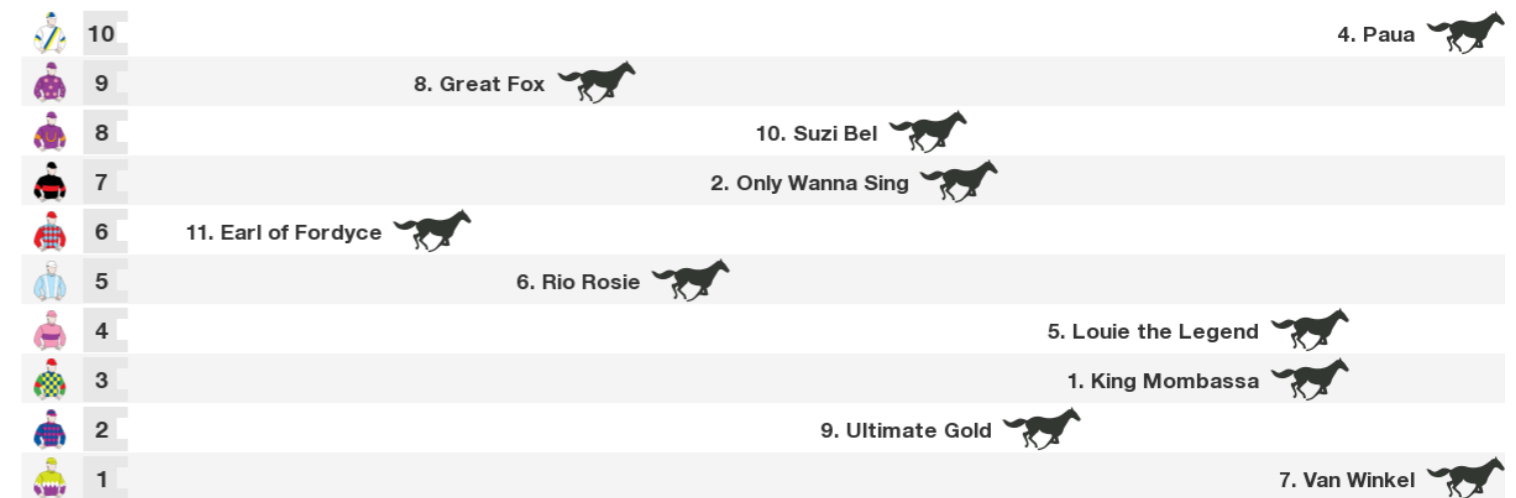 10 4. Paua
9 8. Great Fox
8 10. Suzi Bel
7 2. Only Wanna Sing
6 11. Earl of Fordyce
5 6. Rio Rosie
4 5. Louie the Legend
3 1. King Mombassa
2 9. Ultimate Gold
1 7. Van Winkel